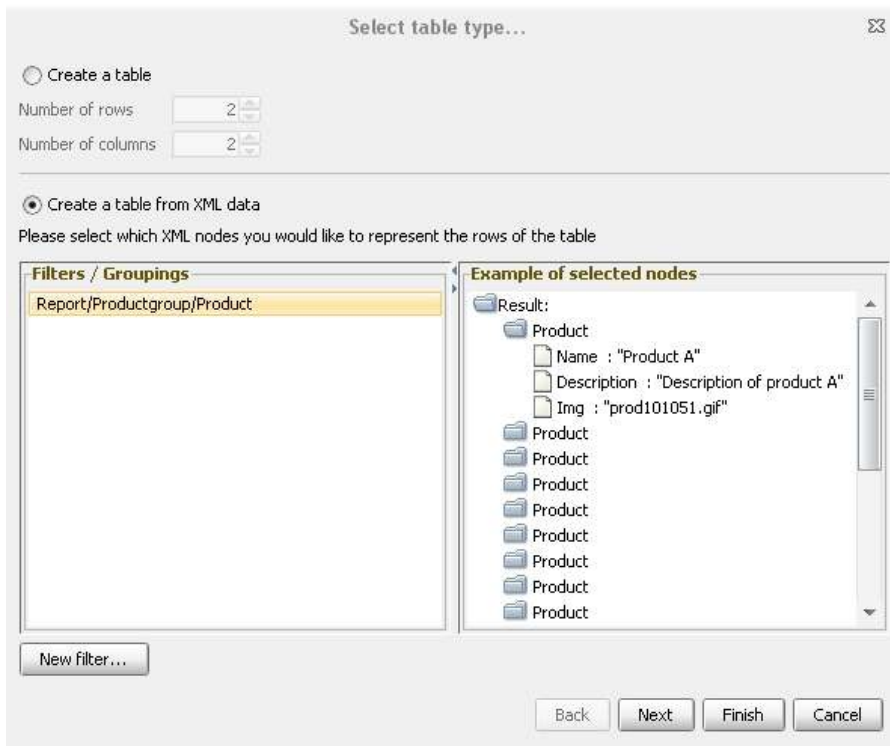 Select table type...
Create a table
Number of rows 2
Number of columns 2
Create a table from XML data
Please select which XML nodes you would like to represent the rows of the table
Filters / Groupings
Report/Productgroup/Product
Example of selected nodes
Result:
Product
Name : "Product A"
Description : "Description of product A"
Img : "prod101051.gif"
Product
Product
Product
Product
Product
Product
Product
Product
New filter...
Back Next Finish Cancel